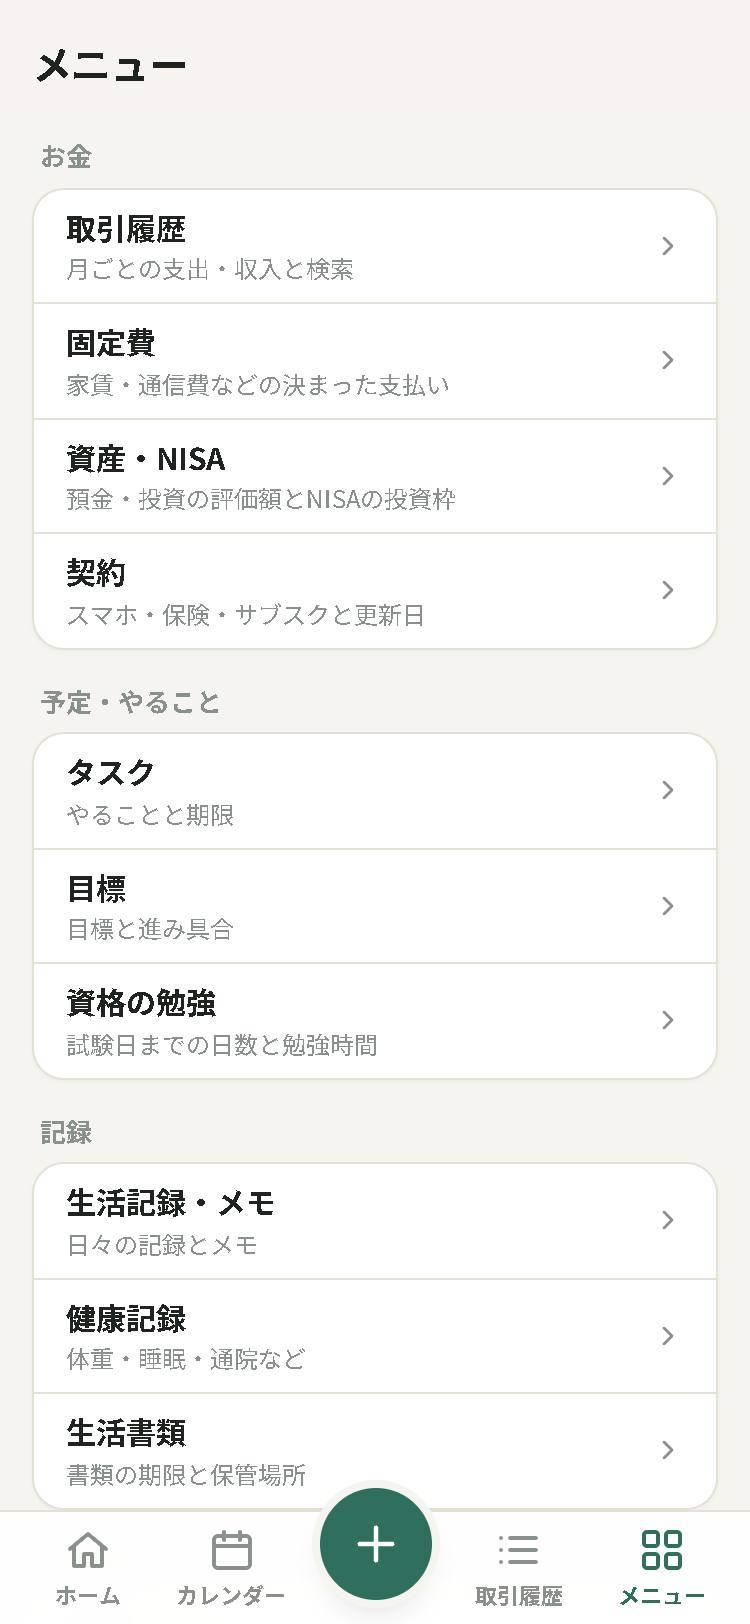 メニュー
お金
取引履歴
月ごとの支出・収入と検索
固定費
家賃・通信費などの決まった支払い
資産・NISA
預金・投資の評価額とNISAの投資枠
契約
スマホ・保険・サブスクと更新日
予定・やること
タスク
やることと期限
目標
目標と進み具合
資格の勉強
試験日までの日数と勉強時間
記録
生活記録・メモ
日々の記録とメモ
健康記録
体重・睡眠・通院など
生活書類
書類の期限と保管場所
ホーム
カレンダー
取引履歴
メニュー